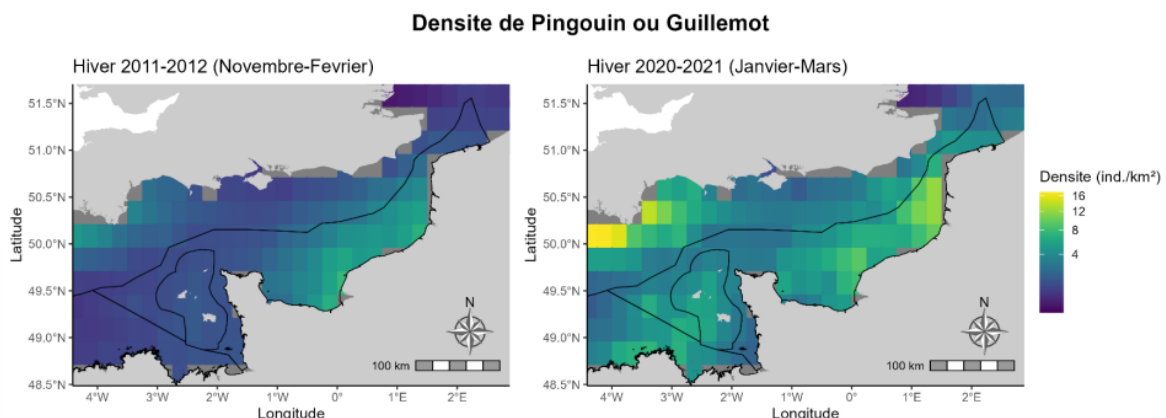 Densite de Pingouin ou Guillemot
Hiver 2011-2012 (Novembre-Fevrier)
Hiver 2020-2021 (Janvier-Mars)
51.5°N
51.0°N
50.5°N
50.0°N
49.5°N
49.0°N
48.5°N
Latitude
N
100 km
4°W
3°W
2°W
1°W
0°
1°E
2°E
Longitude
51.5°N
51.0°N
50.5°N
50.0°N
49.5°N
49.0°N
48.5°N
Latitude
N
100 km
4°W
3°W
2°W
1°W
0°
1°E
2°E
Longitude
Densite (ind./km²)
16
12
8
4